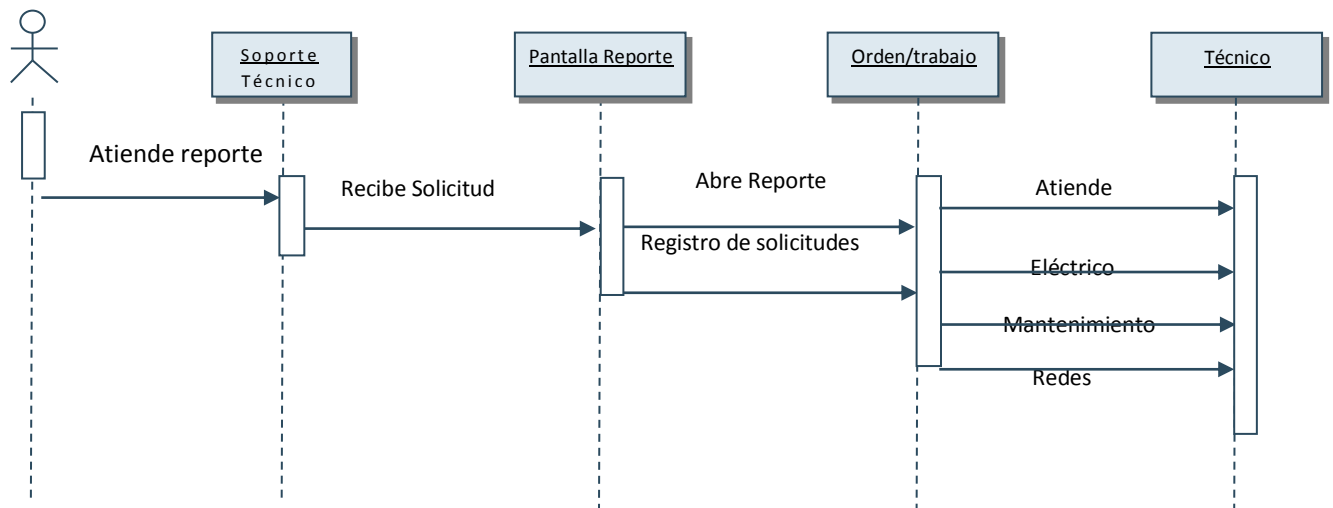 Soporte
Técnico
Pantalla Reporte
Orden/trabajo
Técnico
Atiende reporte
Recibe Solicitud
Abre Reporte
Atiende
Registro de solicitudes
Eléctrico
Mantenimiento
Redes